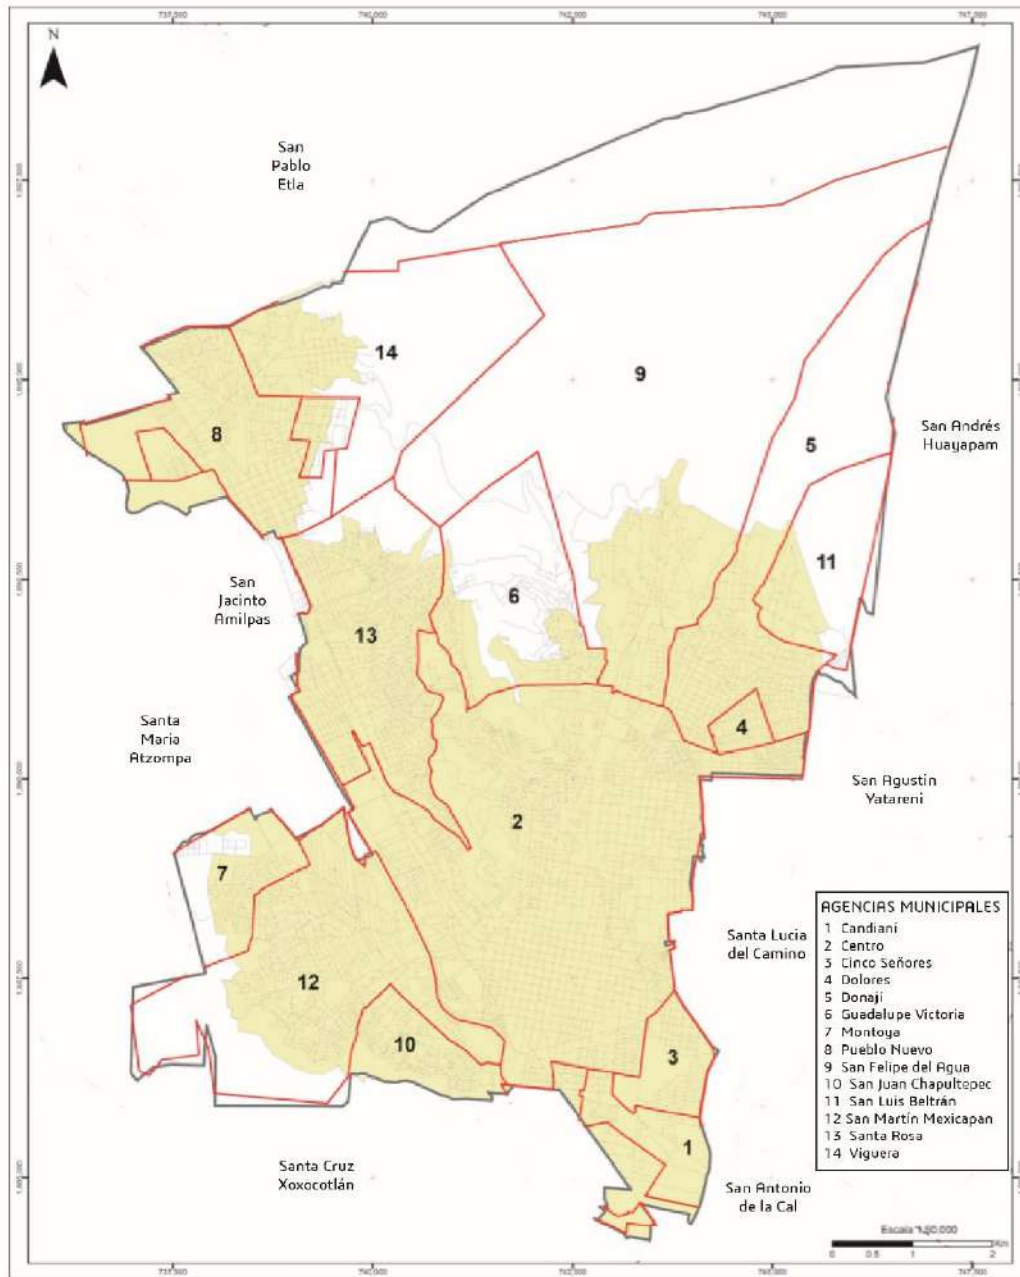 N
San
Pablo
Etla
14
9
8
5
San Andrés
Huayapam
11
6
San
Jacinto
Amilpas
13
Santa
Maria
Atzompa
4
San Agustín
Yatareni
2
7
AGENCIAS MUNICIPALES
1 Candiani
2 Centro
3 Cinco Señores
4 Dolores
5 Donají
6 Guadalupe Victoria
7 Montoya
8 Pueblo Nuevo
9 San Felipe del Agua
10 San Juan Chapultepec
11 San Luis Beltrán
12 San Martín Mexicapan
13 Santa Rosa
14 Viguera
Santa Lucia
del Camino
12
10
3
1
Santa Cruz
Xoxocotlán
San Antonio
de la Cal
Escala
0 0.5 1 2 Km